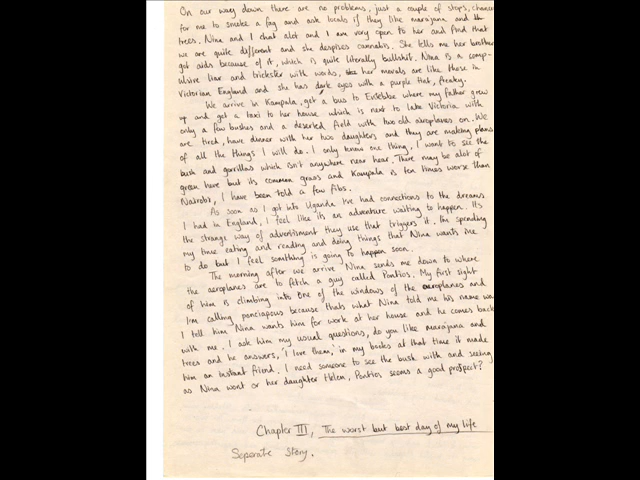 On our way down there are no problems, just a couple of stops, chance
for me to smoke a fag and ask locals if they like marajuna and
trees. Nina and I chat alot and I am very open to her and find that
we are quite different and she despises cannabis. She tells me her brother
got aids because of it, which is quite literally bullshit. Nina is a comp-
ulsive liar and trickster with words, her morals are like those in
Victorian England and she has dark eyes with a purple tint, freaky.
We arrive in Kampala, got a bus to Entebbe where my father grew
up and got a taxi to her house which is next to lake Victoria with
only a few bushes and a deserted field with two old aeroplanes on. We
are tired, have dinner with her two daughters and they are making plans
of all the things I will do. I only know one thing, I want to see the
bush and gorrillas which isn't anywhere near hear. There may be alot of
green here but its common grass and Kampala is ten times worse than
Nairobi, I have been told a few fibs.
As soon as I got into Uganda I've had connections to the dreams
I had in England, I feel like its an adventure waiting to happen. Its
the strange way of advertisment they use that triggers it. I'm spending
my time eating and reading and doing things that Nina wants me
to do but I feel something is going to happen soon.
The morning after we arrive Nina sends me down to where
the aeroplanes are to fetch a guy called Pontios. My first sight
of him is climbing into one of the windows of the aeroplanes and
I'm calling ponciapous because thats what Nina told me his name was
I tell him Nina wants him for work at her house and he comes back
with me. I ask him my usual questions, do you like marajuna and
trees and he answers, 'I love them,' in my books at that time it made
him an instant friend. I need someone to see the bush with and seeing
as Nina wont or her daughter Helen, Pontios seems a good prospect?
Chapter III, The worst but best day of my life
Seperate Story.